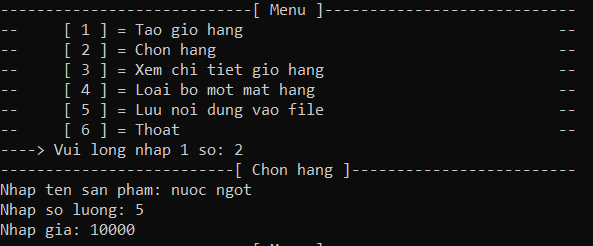 ----------------------------[ Menu ]----------------------------
--     [ 1 ] = Tao gio hang                                   --
--     [ 2 ] = Chon hang                                      --
--     [ 3 ] = Xem chi tiet gio hang                          --
--     [ 4 ] = Loai bo mot mat hang                           --
--     [ 5 ] = Luu noi dung vao file                          --
--     [ 6 ] = Thoat                                          --
----> Vui long nhap 1 so: 2
--------------------------[ Chon hang ]-------------------------
Nhap ten san pham: nuoc ngot
Nhap so luong: 5
Nhap gia: 10000